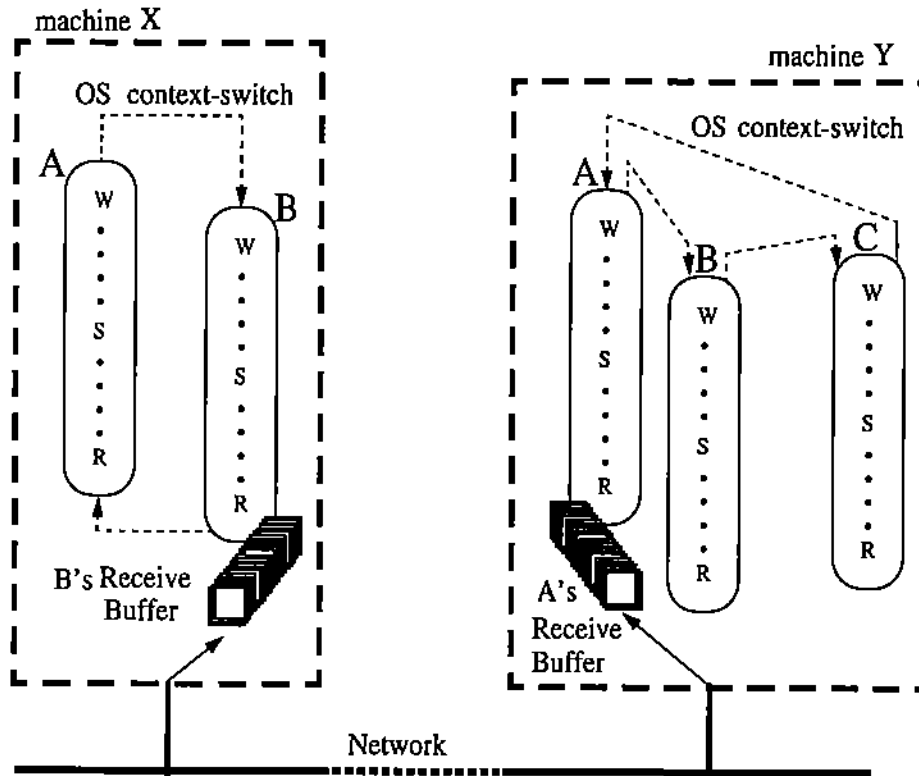 machine X
machine Y
OS context-switch
OS context-switch
A
W
S
R
B
W
S
R
A
W
S
R
B
W
S
R
C
W
S
R
B's Receive
Buffer
A's
Receive
Buffer
Network